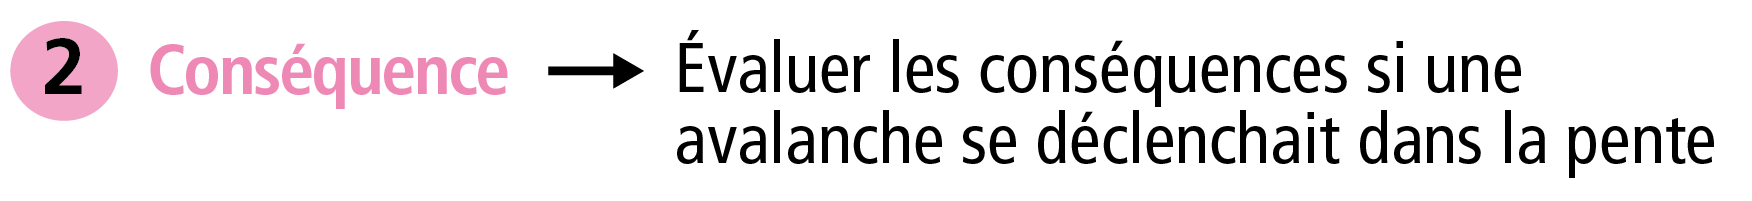 2 Conséquence → Évaluer les conséquences si une
avalanche se déclenchait dans la pente